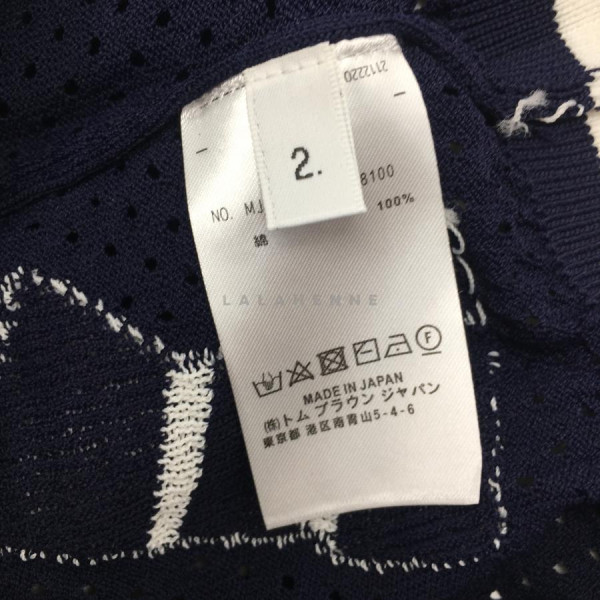 2112220
2.
NO. MJ 8100
綿 100%
LALAHENNE
F
MADE IN JAPAN
(株)トム ブラウン ジャパン
東京都 港区南青山5-4-6